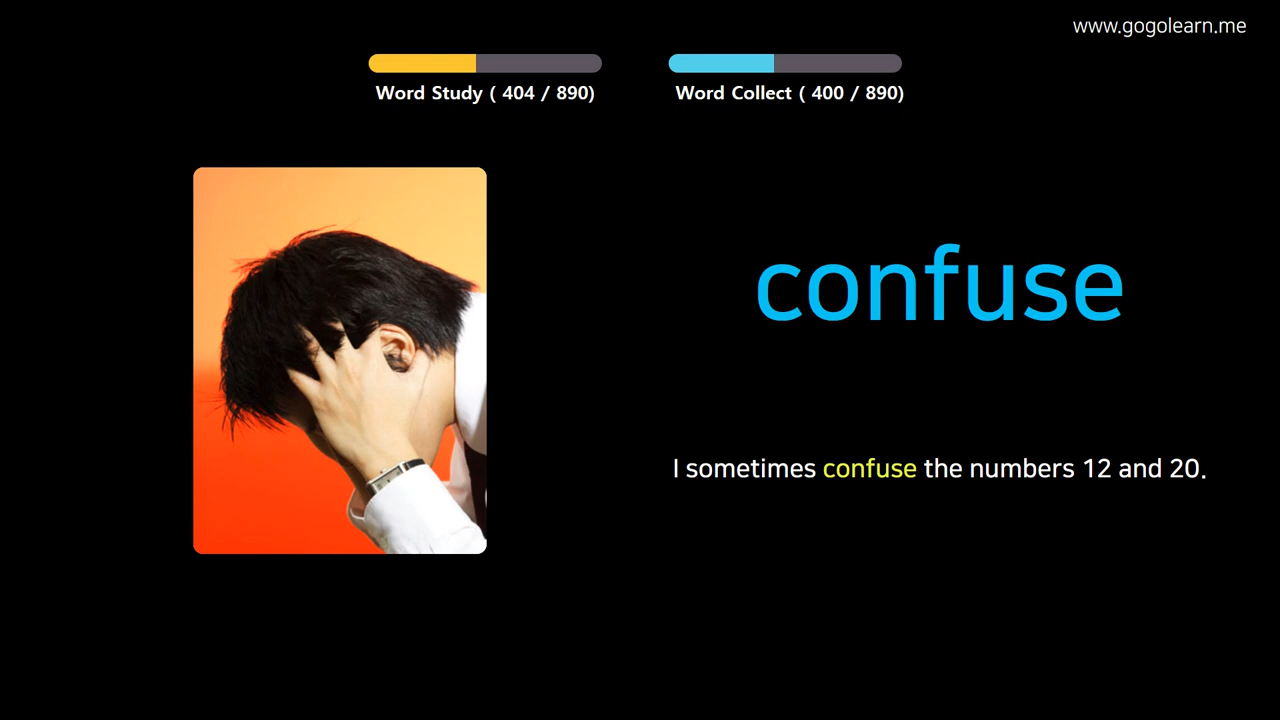 www.gogolearn.me
Word Study ( 404 / 890)
Word Collect ( 400 / 890)
confuse
I sometimes confuse the numbers 12 and 20.